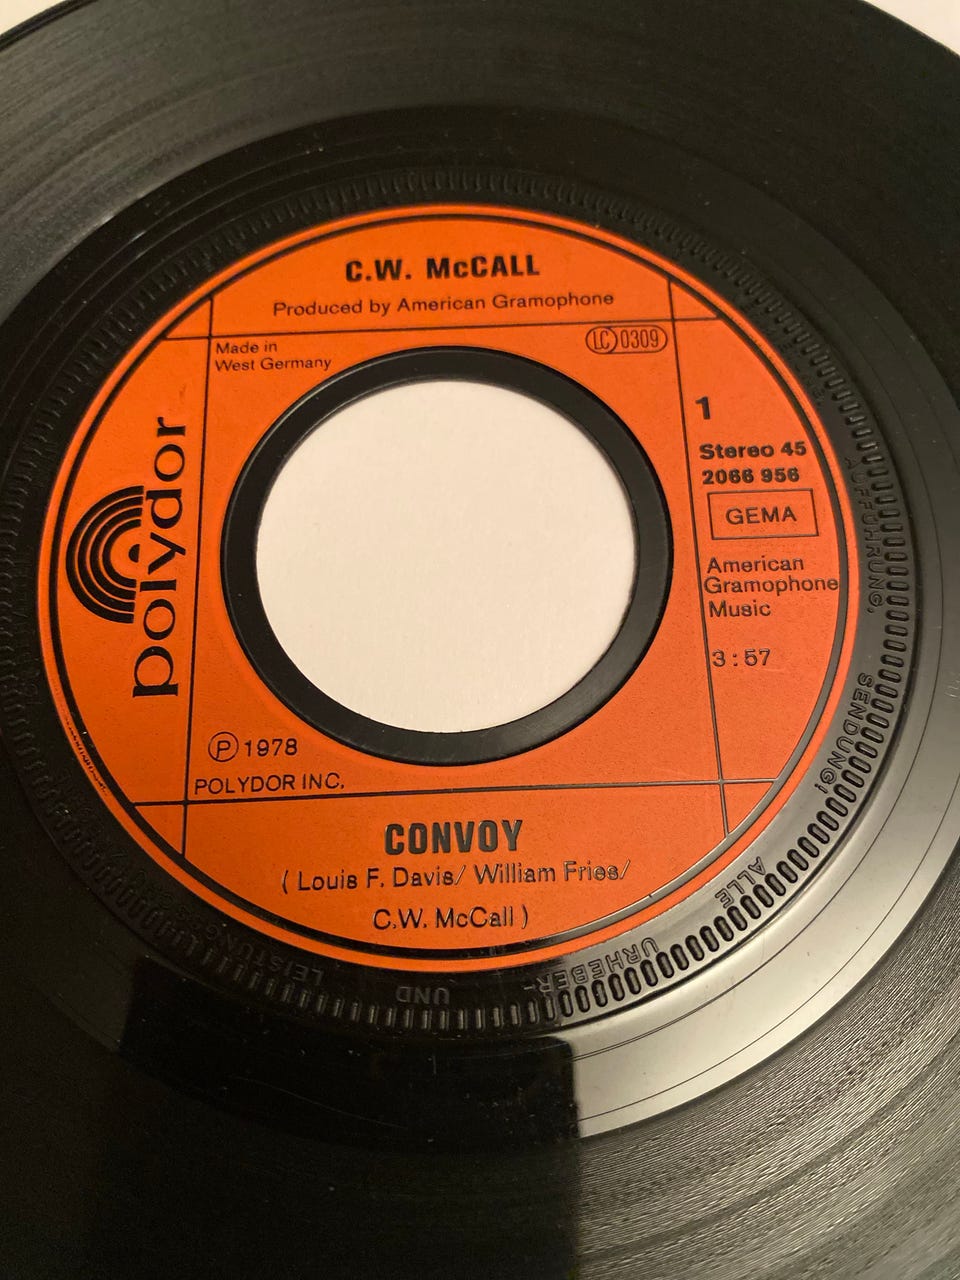 C.W. McCALL
Produced by American Gramophone
Made in
West Germany
LC 0309
polydor
1
Stereo 45
2066 956
GEMA
American
Gramophone
Music
3:57
℗ 1978
POLYDOR INC.
CONVOY
( Louis F. Davis/ William Fries/
C.W. McCall )
AUFFÜHRUNG,
SENDUNG!
ALLE
URHEBER-
UND
LEISTUNGS